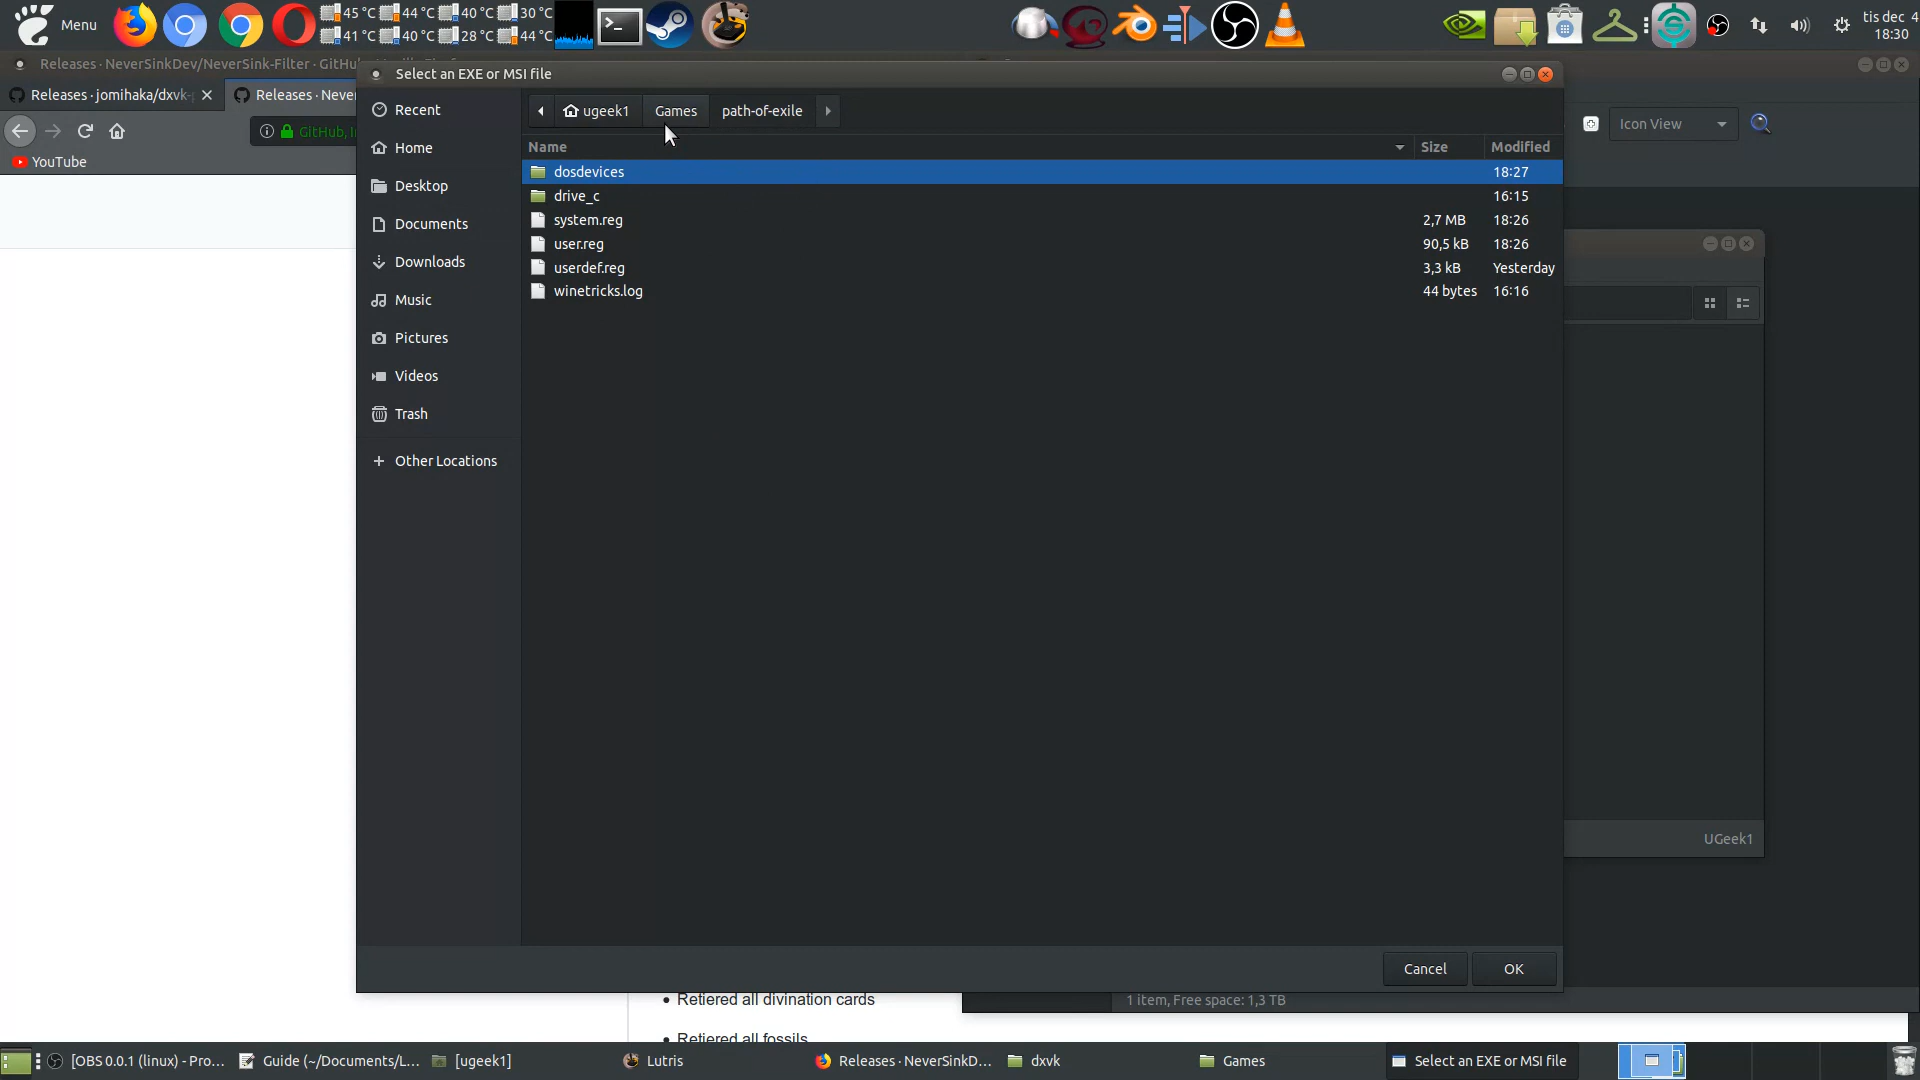 Menu
45 °C 44 °C 40 °C 30 °C
41 °C 40 °C 28 °C 44 °C
tis dec 4
18:30
Releases · NeverSinkDev/NeverSink-Filter · GitHub
Select an EXE or MSI file
Releases · jomihaka/dxvk-
Releases · Never
GitHub, I
YouTube
Icon View
Recent
Home
Desktop
Documents
Downloads
Music
Pictures
Videos
Trash
Other Locations
ugeek1 Games path-of-exile
Name Size Modified
dosdevices 18:27
drive_c 16:15
system.reg 2,7 MB 18:26
user.reg 90,5 kB 18:26
userdef.reg 3,3 kB Yesterday
winetricks.log 44 bytes 16:16
UGeek1
Cancel OK
Retiered all divination cards
1 item, Free space: 1,3 TB
Retiered all fossils
[OBS 0.0.1 (linux) - Pro... Guide (~/Documents/L... [ugeek1] Lutris Releases · NeverSinkD... dxvk Games Select an EXE or MSI file